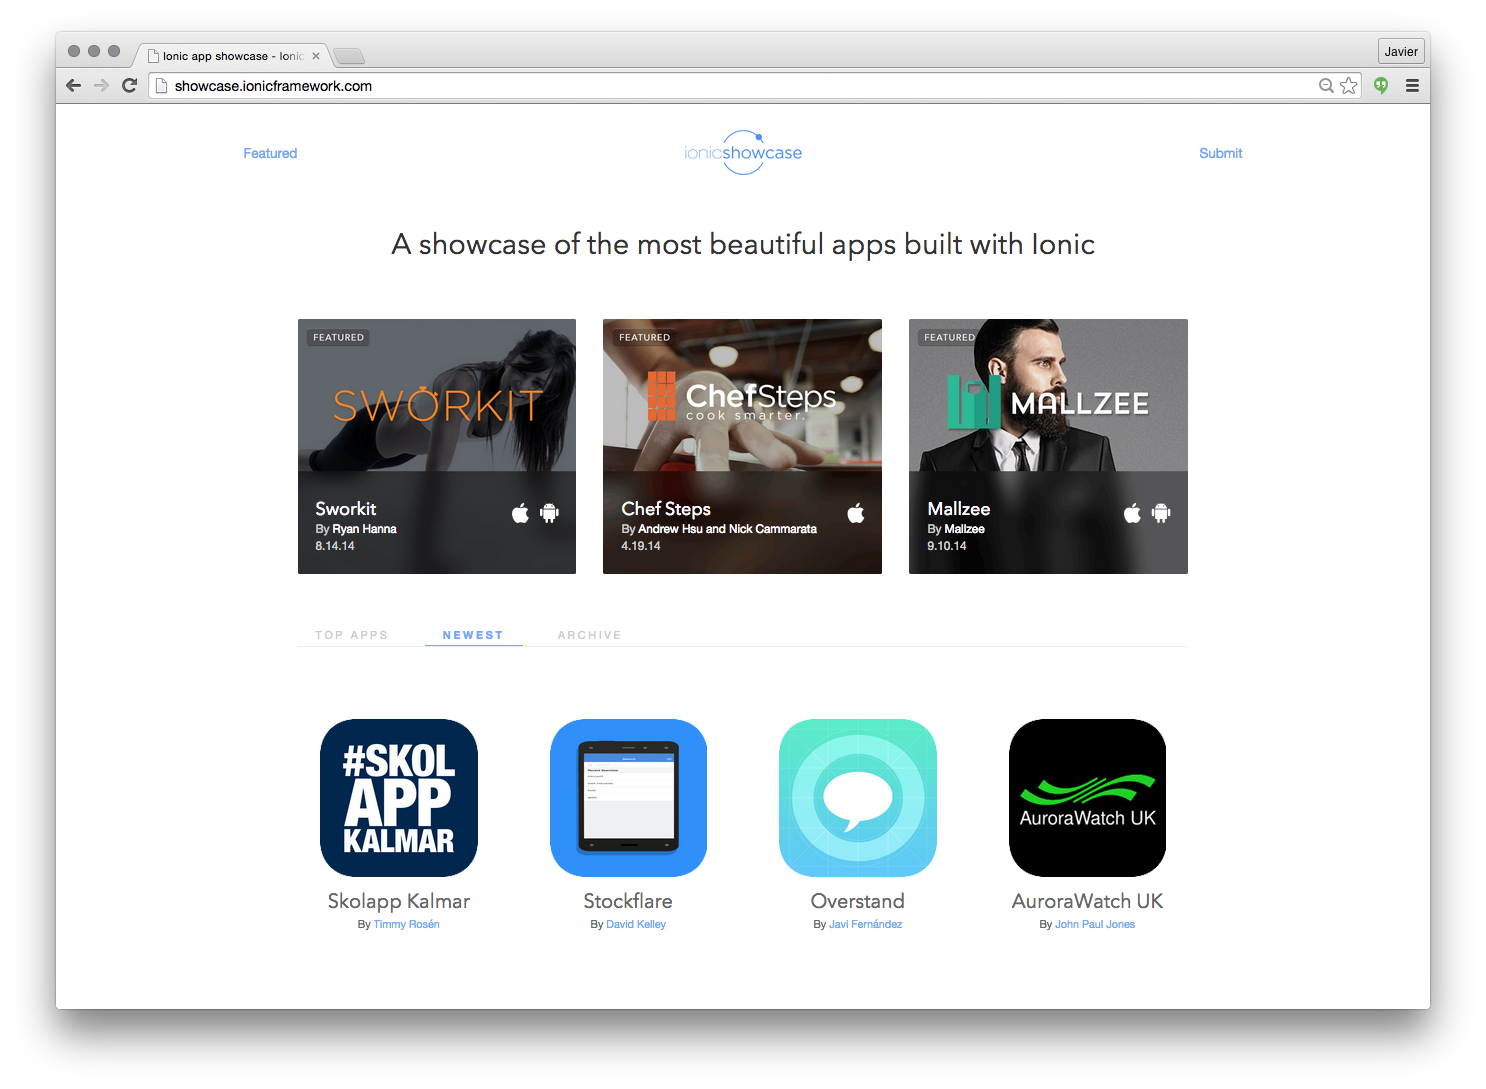 Ionic app showcase - Ionic
Javier
showcase.ionicframework.com
Featured
ionicshowcase
Submit
A showcase of the most beautiful apps built with Ionic
FEATURED
SWORKIT
Sworkit
By Ryan Hanna
8.14.14
FEATURED
ChefSteps
cook smarter.
Chef Steps
By Andrew Hsu and Nick Cammarata
4.19.14
FEATURED
MALLZEE
Mallzee
By Mallzee
9.10.14
TOP APPS
NEWEST
ARCHIVE
#SKOL
APP
KALMAR
Skolapp Kalmar
By Timmy Rosén
Stockflare
By David Kelley
Overstand
By Javi Fernández
AuroraWatch UK
AuroraWatch UK
By John Paul Jones